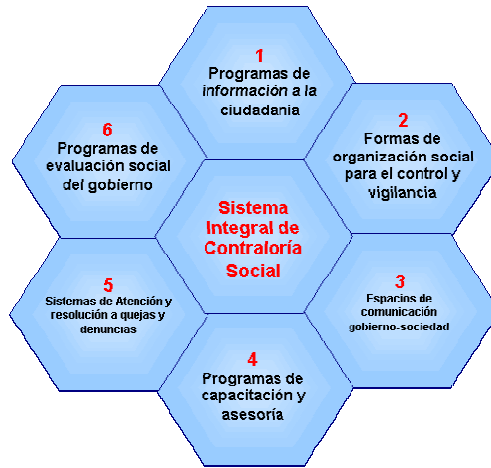 1
Programas de
información a la
ciudadanía
2
Formas de
organización social
para el control y
vigilancia
3
Espacios de
comunicación
gobierno-sociedad
4
Programas de
capacitación y
asesoría
5
Sistemas de Atención y
resolución a quejas y
denuncias
6
Programas de
evaluación social
del gobierno
Sistema
Integral de
Contraloría
Social